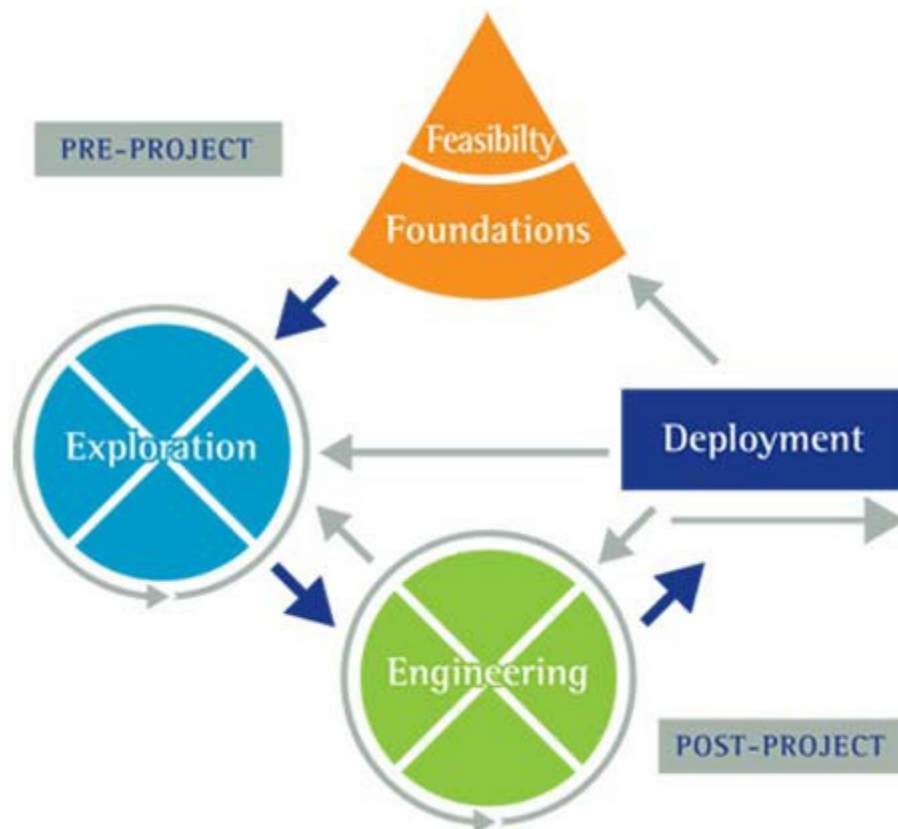 Feasibilty
PRE-PROJECT
Foundations
Exploration
Deployment
Engineering
POST-PROJECT